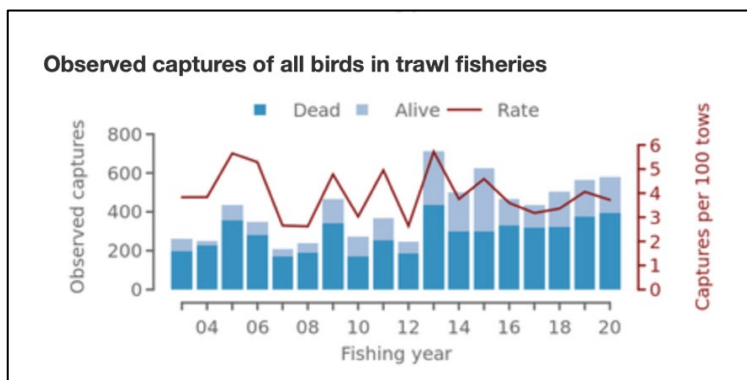 Observed captures of all birds in trawl fisheries
Dead Alive Rate
Observed captures
800
600
400
200
0
6
5
4
3
2
1
0
Captures per 100 tows
04 06 08 10 12 14 16 18 20
Fishing year